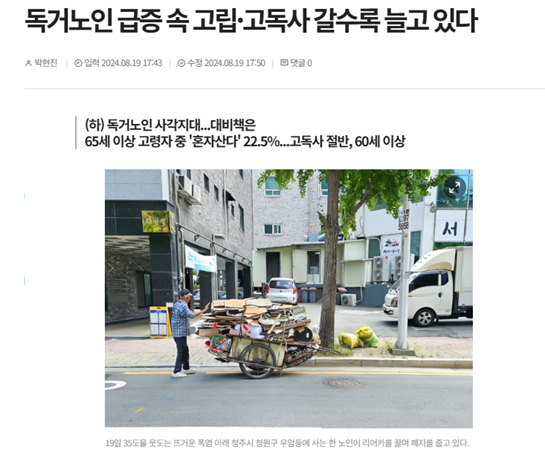 독거노인 급증 속 고립·고독사 갈수록 늘고 있다
박현진 | 입력 2024.08.19 17:43 | 수정 2024.08.19 17:50 | 댓글 0
(하) 독거노인 사각지대...대비책은
65세 이상 고령자 중 '혼자산다' 22.5%...고독사 절반, 60세 이상
서
19일 35도을 웃도는 뜨거운 폭염 아래 청주시 청원구 우암동에 사는 한 노인이 리어카를 끌며 폐지를 줍고 있다.